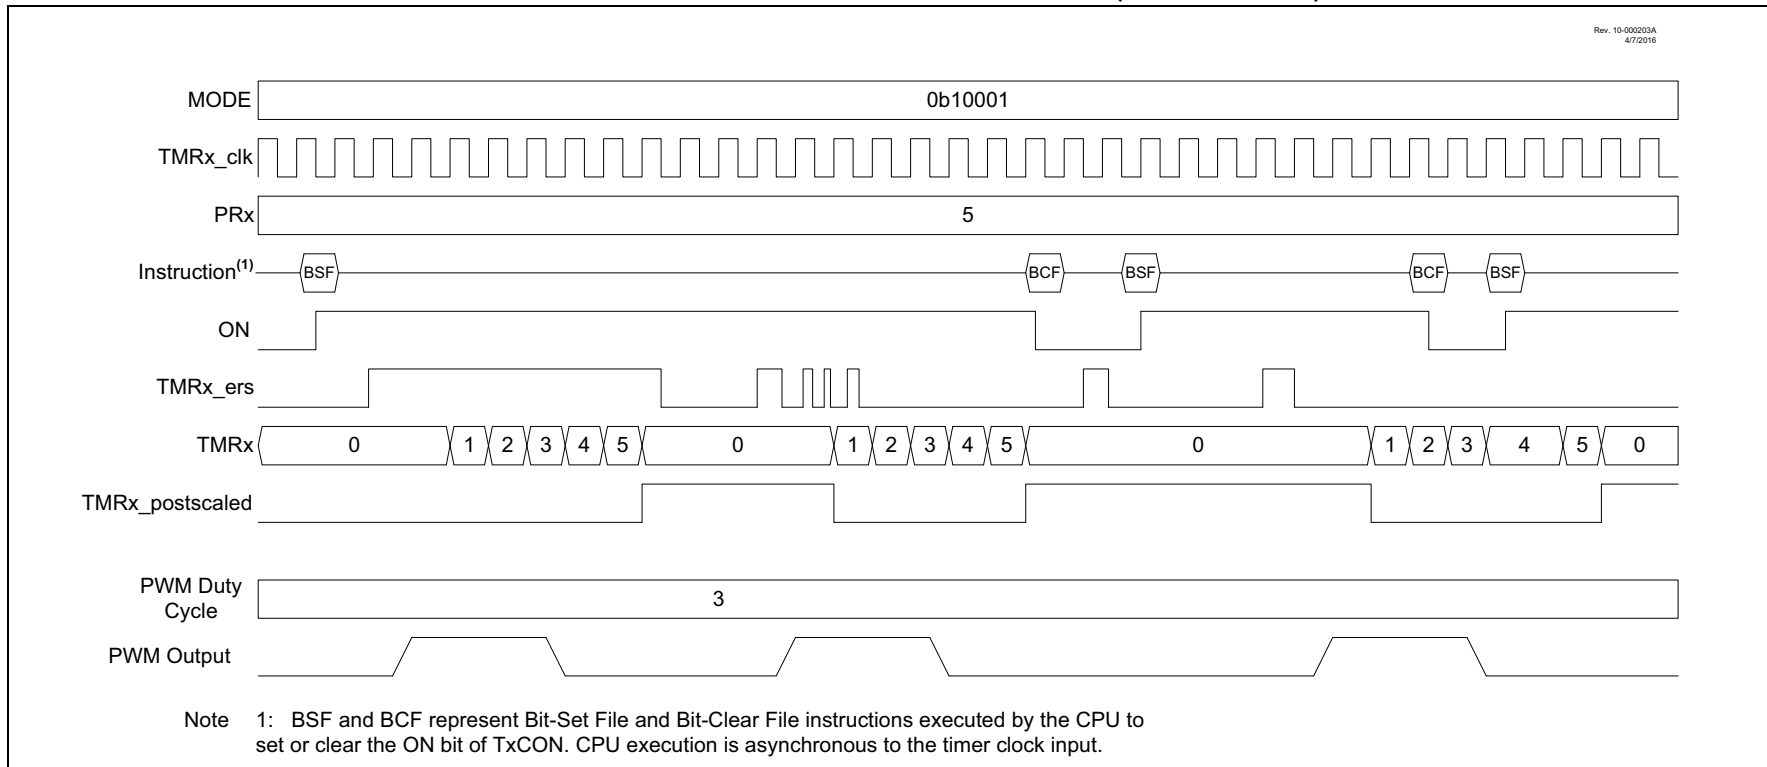 Rev. 10-000203A
4/7/2016
MODE 0b10001
TMRx_clk
PRx 5
Instruction(1) BSF BCF BSF BCF BSF
ON
TMRx_ers
TMRx 0 1 2 3 4 5 0 1 2 3 4 5 0 1 2 3 4 5 0
TMRx_postscaled
PWM Duty
Cycle 3
PWM Output
Note 1: BSF and BCF represent Bit-Set File and Bit-Clear File instructions executed by the CPU to
set or clear the ON bit of TxCON. CPU execution is asynchronous to the timer clock input.